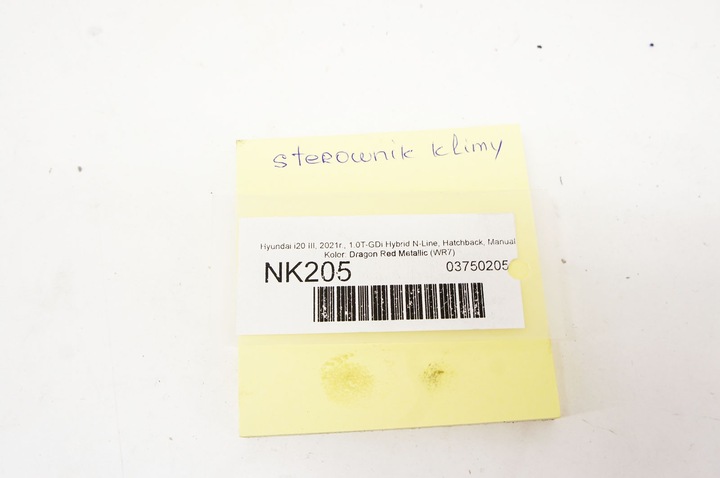 sterownik klimy
Hyundai i20 III, 2021r., 1.0T-GDi Hybrid N-Line, Hatchback, Manual
Kolor: Dragon Red Metallic (WR7)
NK205 03750205